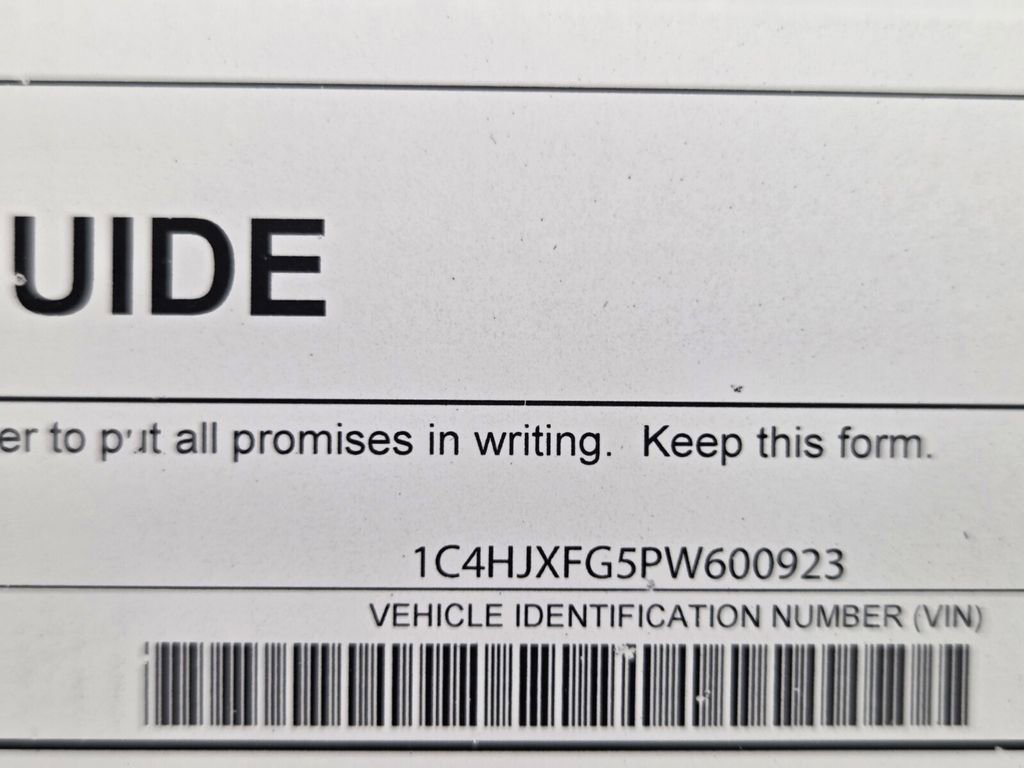 UIDE
er to put all promises in writing. Keep this form.
1C4HJXFG5PW600923
VEHICLE IDENTIFICATION NUMBER (VIN)